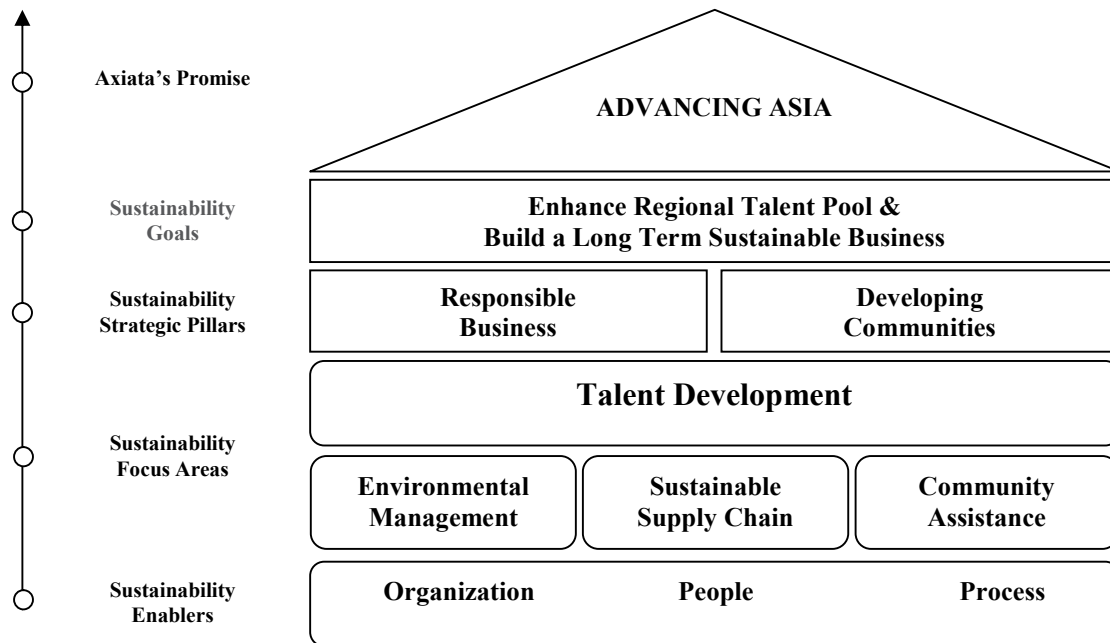 Axiata’s Promise
ADVANCING ASIA
Sustainability
Goals
Enhance Regional Talent Pool &
Build a Long Term Sustainable Business
Sustainability
Strategic Pillars
Responsible
Business
Developing
Communities
Talent Development
Sustainability
Focus Areas
Environmental
Management
Sustainable
Supply Chain
Community
Assistance
Sustainability
Enablers
Organization People Process